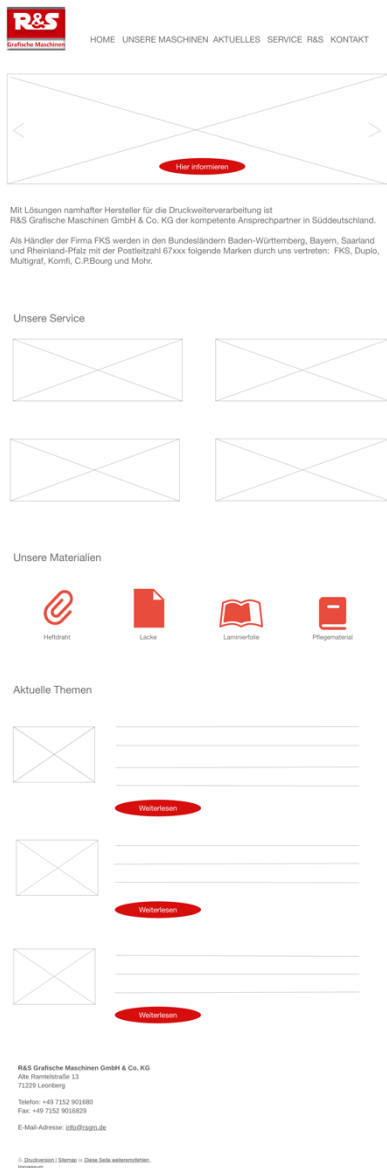 R&S
Grafische Maschinen
HOME UNSERE MASCHINEN AKTUELLES SERVICE R&S KONTAKT
Hier informieren
Mit Lösungen namhafter Hersteller für die Druckweiterverarbeitung ist
R&S Grafische Maschinen GmbH & Co. KG der kompetente Ansprechpartner in Süddeutschland.
Als Händler der Firma FKS werden in den Bundesländern Baden-Württemberg, Bayern, Saarland
und Rheinland-Pfalz mit der Postleitzahl 67xxx folgende Marken durch uns vertreten: FKS, Duplo,
Multigraf, Komfi, C.P.Bourg und Mohr.
Unsere Service
Unsere Materialien
Heftdraht Lacke Laminierfolie Pflegematerial
Aktuelle Themen
Weiterlesen
Weiterlesen
Weiterlesen
R&S Grafische Maschinen GmbH & Co. KG
Alte Ramtelstraße 13
71229 Leonberg
Telefon: +49 7152 901680
Fax: +49 7152 9016829
E-Mail-Adresse: info@rsgm.de
Druckversion | Sitemap Diese Seite weiterempfehlen
Impressum